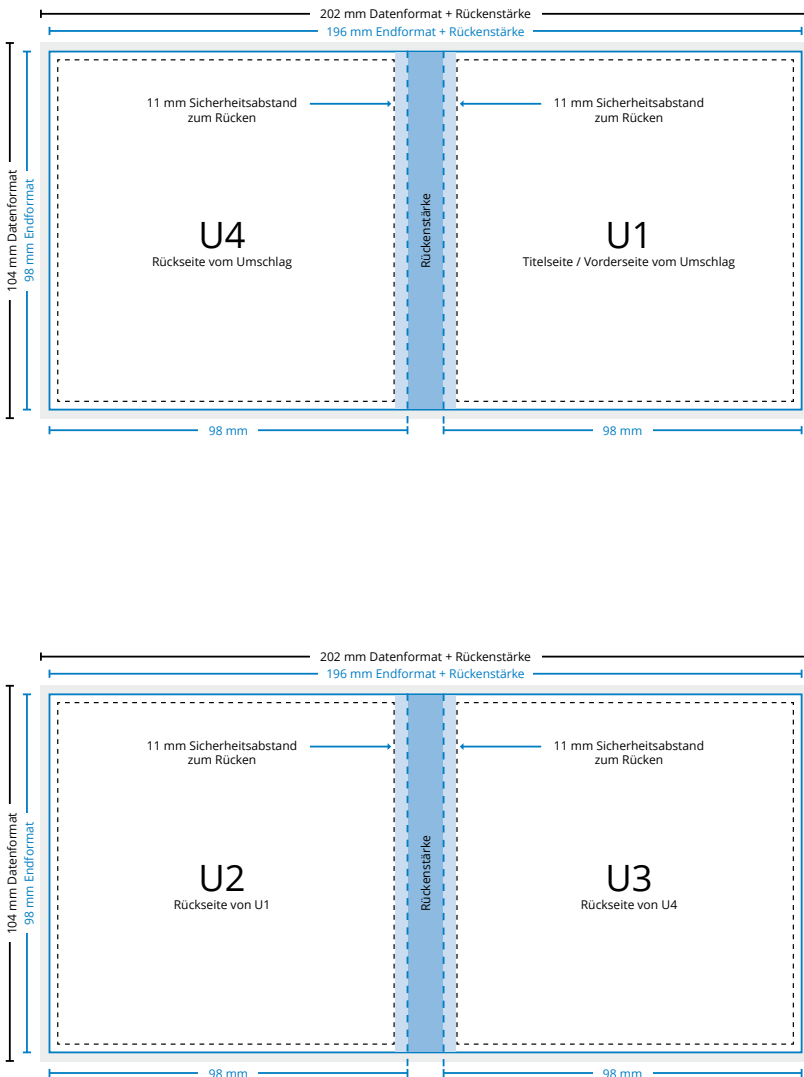 202 mm Datenformat + Rückenstärke
196 mm Endformat + Rückenstärke
11 mm Sicherheitsabstand
zum Rücken
11 mm Sicherheitsabstand
zum Rücken
104 mm Datenformat
98 mm Endformat
U4
Rückseite vom Umschlag
Rückenstärke
U1
Titelseite / Vorderseite vom Umschlag
98 mm
98 mm
202 mm Datenformat + Rückenstärke
196 mm Endformat + Rückenstärke
11 mm Sicherheitsabstand
zum Rücken
11 mm Sicherheitsabstand
zum Rücken
104 mm Datenformat
98 mm Endformat
U2
Rückseite von U1
Rückenstärke
U3
Rückseite von U4
98 mm
98 mm